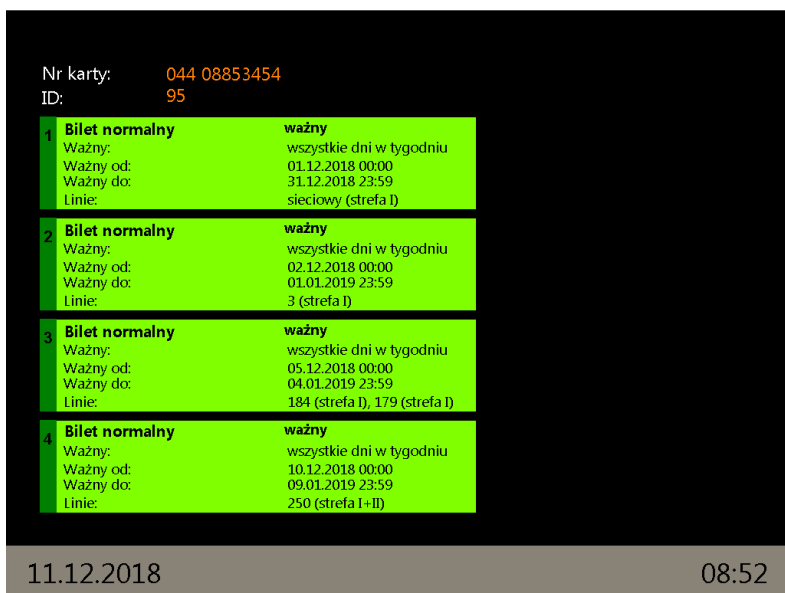 Nr karty: 044 08853454
ID: 95
1 Bilet normalny ważny
Ważny: wszystkie dni w tygodniu
Ważny od: 01.12.2018 00:00
Ważny do: 31.12.2018 23:59
Linie: sieciowy (strefa I)
2 Bilet normalny ważny
Ważny: wszystkie dni w tygodniu
Ważny od: 02.12.2018 00:00
Ważny do: 01.01.2019 23:59
Linie: 3 (strefa I)
3 Bilet normalny ważny
Ważny: wszystkie dni w tygodniu
Ważny od: 05.12.2018 00:00
Ważny do: 04.01.2019 23:59
Linie: 184 (strefa I), 179 (strefa I)
4 Bilet normalny ważny
Ważny: wszystkie dni w tygodniu
Ważny od: 10.12.2018 00:00
Ważny do: 09.01.2019 23:59
Linie: 250 (strefa I+II)
11.12.2018 08:52